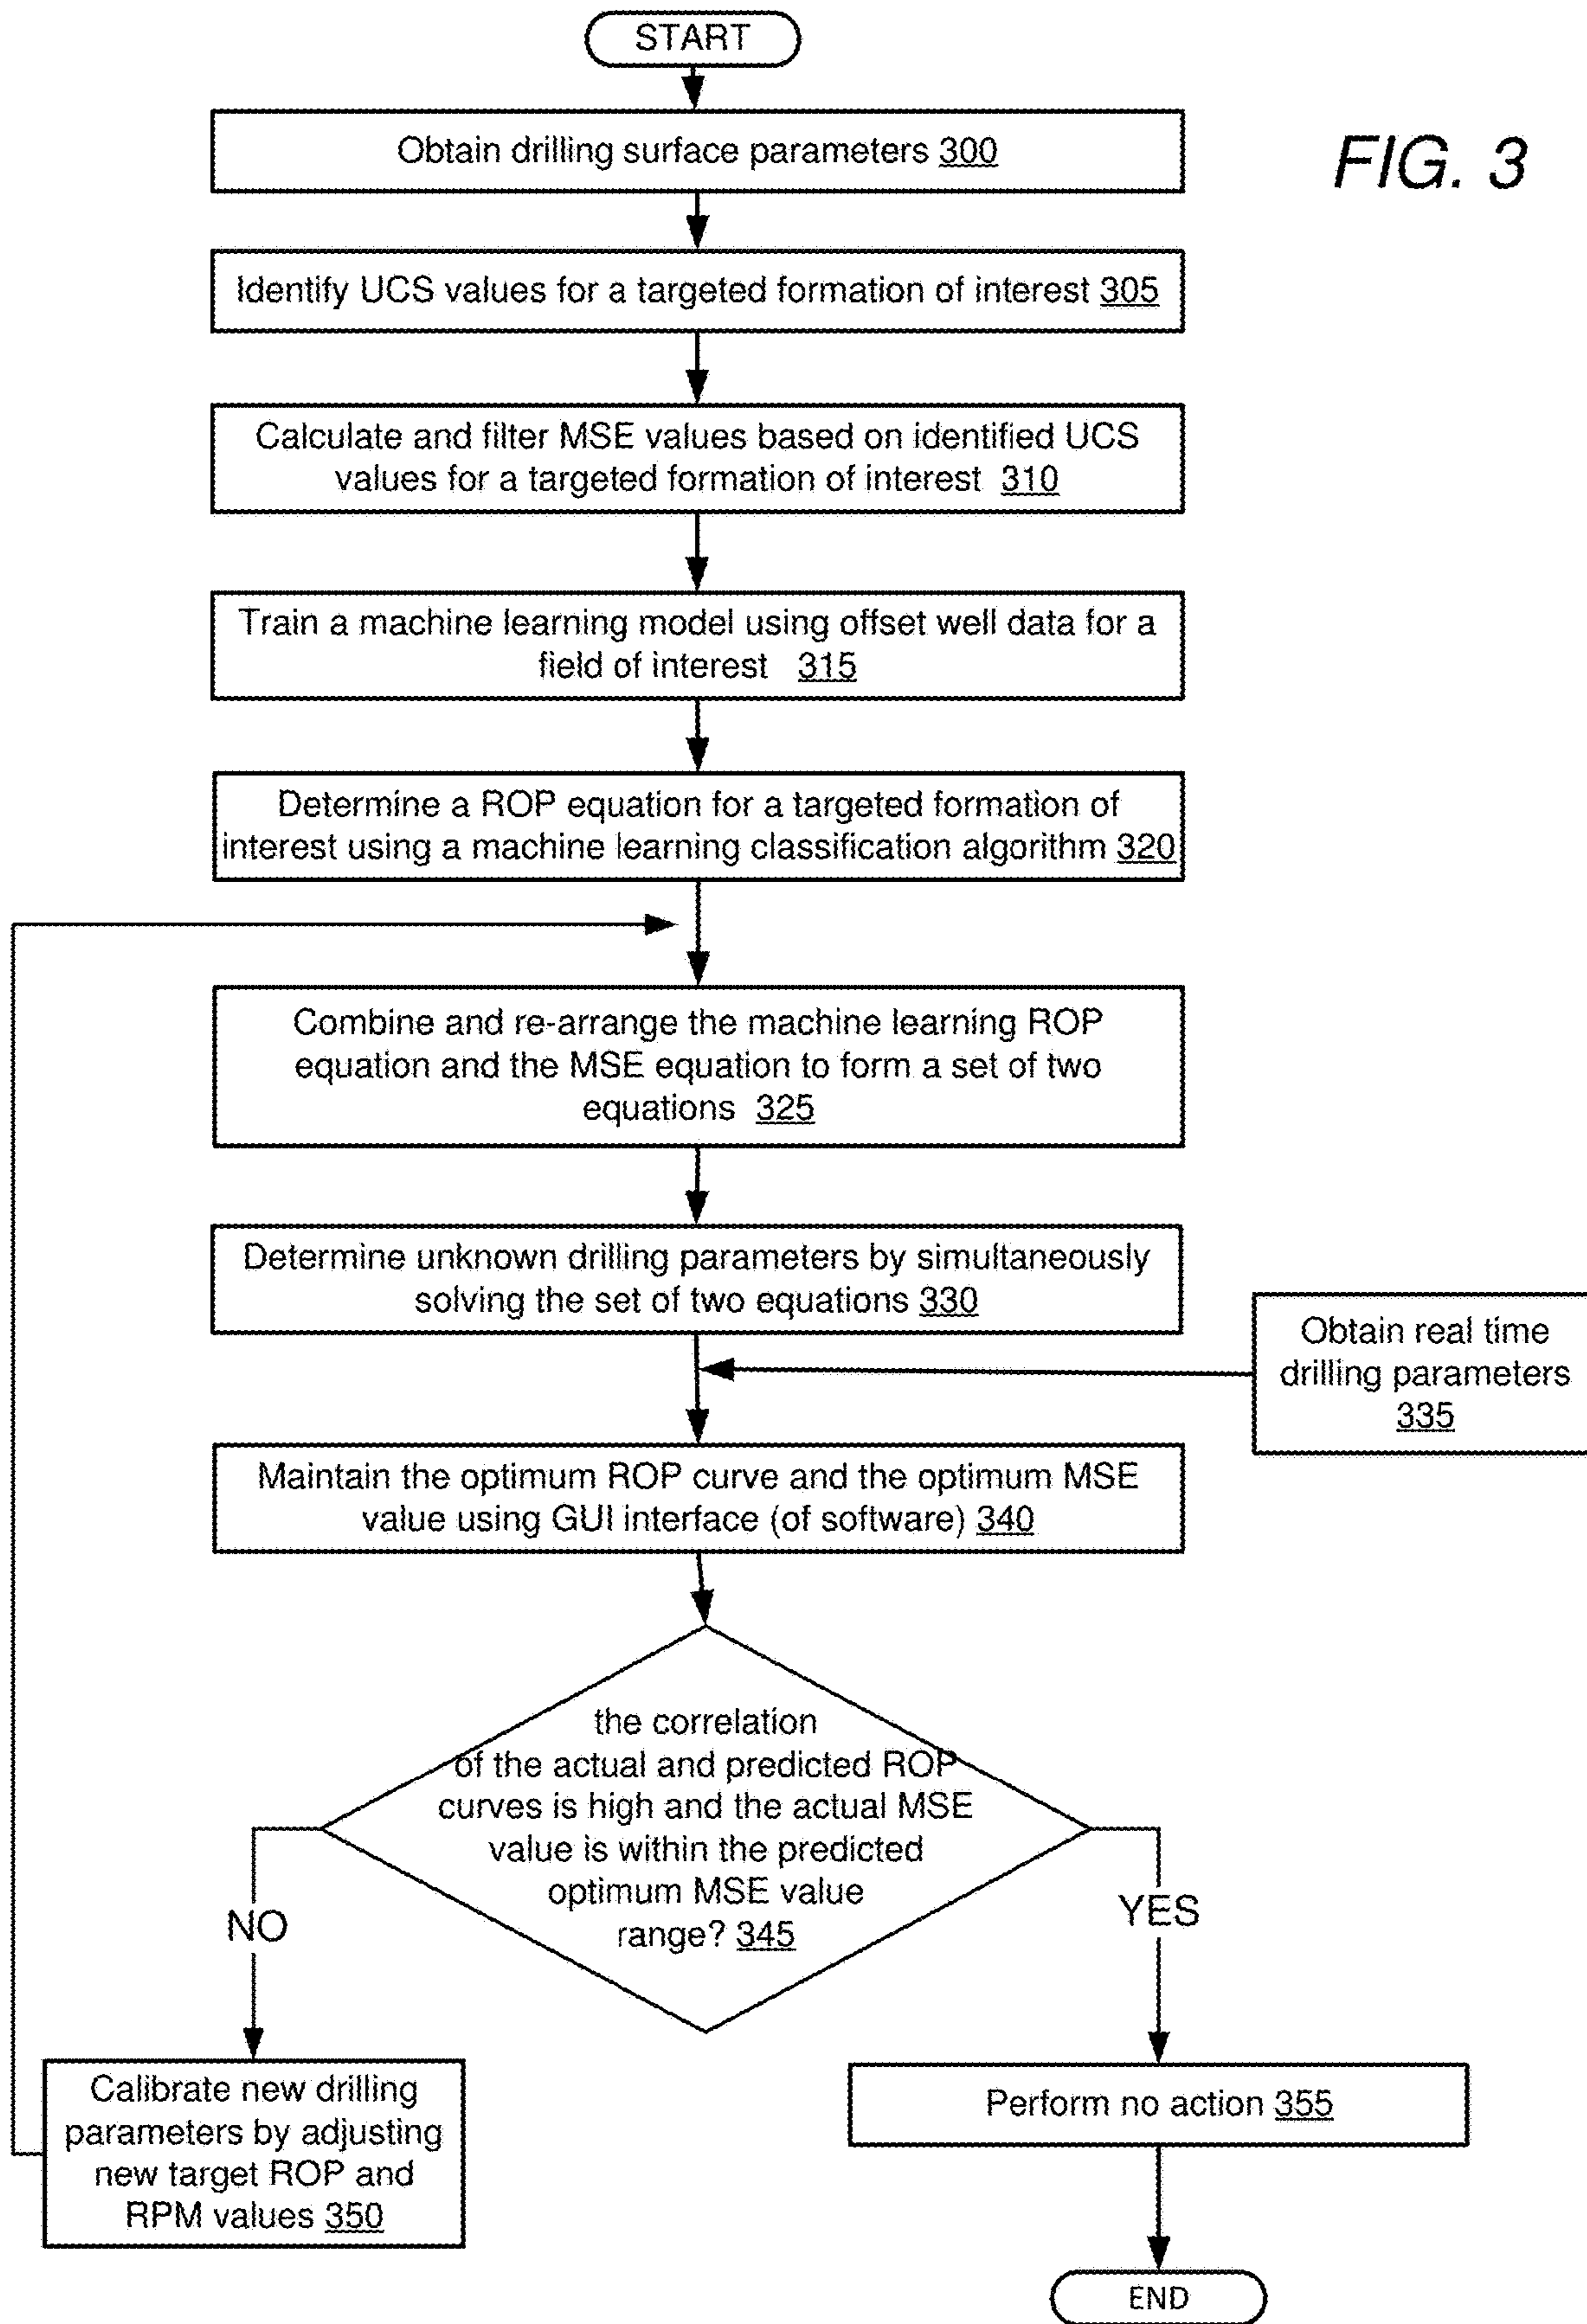 START
FIG. 3
Obtain drilling surface parameters 300
Identify UCS values for a targeted formation of interest 305
Calculate and filter MSE values based on identified UCS
values for a targeted formation of interest 310
Train a machine learning model using offset well data for a
field of interest 315
Determine a ROP equation for a targeted formation of
interest using a machine learning classification algorithm 320
Combine and re-arrange the machine learning ROP
equation and the MSE equation to form a set of two
equations 325
Determine unknown drilling parameters by simultaneously
solving the set of two equations 330
Obtain real time
drilling parameters
335
Maintain the optimum ROP curve and the optimum MSE
value using GUI interface (of software) 340
the correlation
of the actual and predicted ROP
curves is high and the actual MSE
value is within the predicted
optimum MSE value
range? 345
NO
YES
Calibrate new drilling
parameters by adjusting
new target ROP and
RPM values 350
Perform no action 355
END